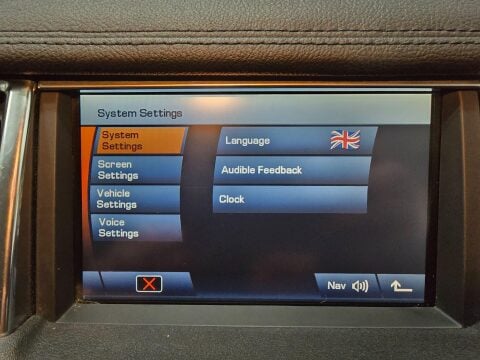 System Settings
System
Settings
Language
Screen
Settings
Audible Feedback
Vehicle
Settings
Clock
Voice
Settings
Nav